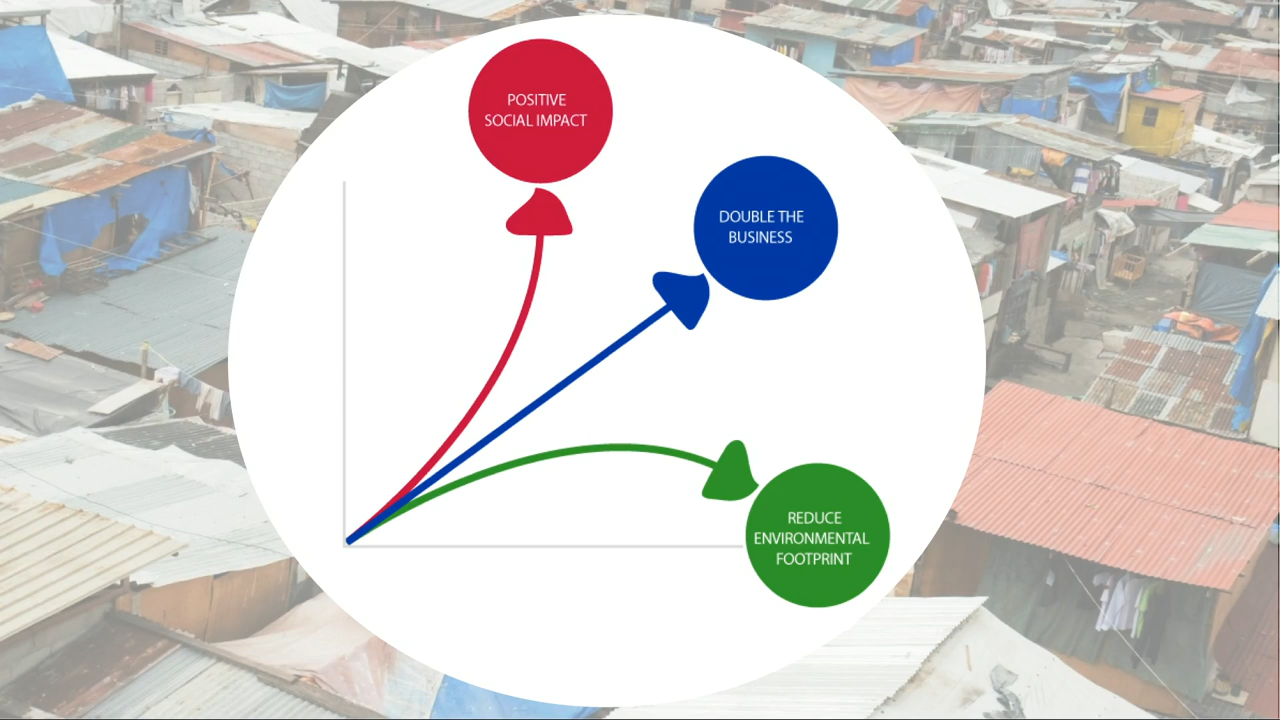 POSITIVE
SOCIAL IMPACT
DOUBLE THE
BUSINESS
REDUCE
ENVIRONMENTAL
FOOTPRINT